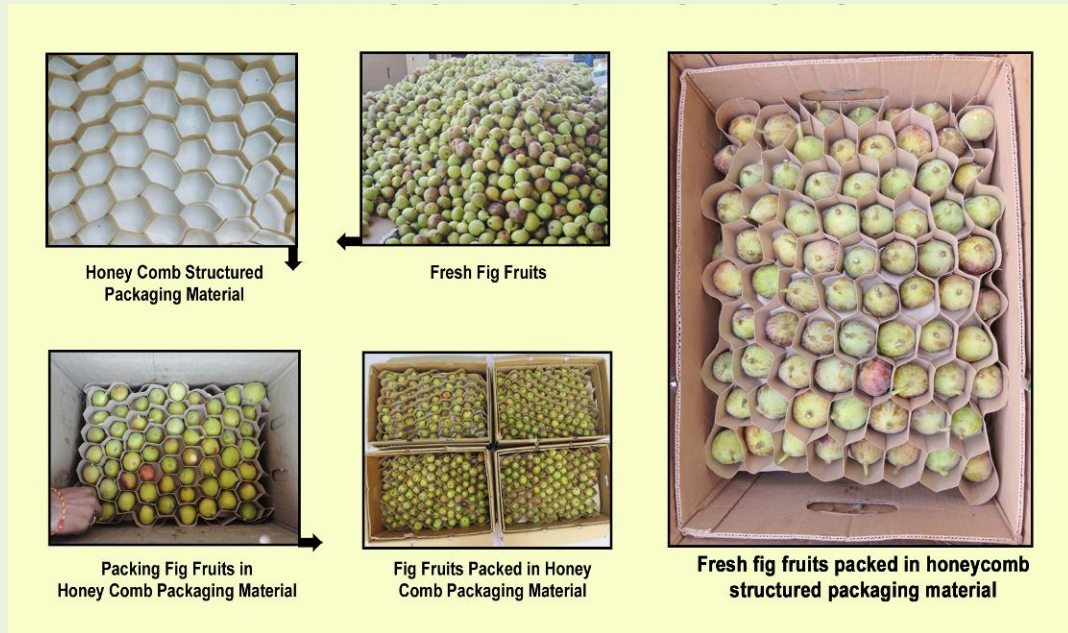 Honey Comb Structured
Packaging Material
Fresh Fig Fruits
Packing Fig Fruits in
Honey Comb Packaging Material
Fig Fruits Packed in Honey
Comb Packaging Material
Fresh fig fruits packed in honeycomb
structured packaging material